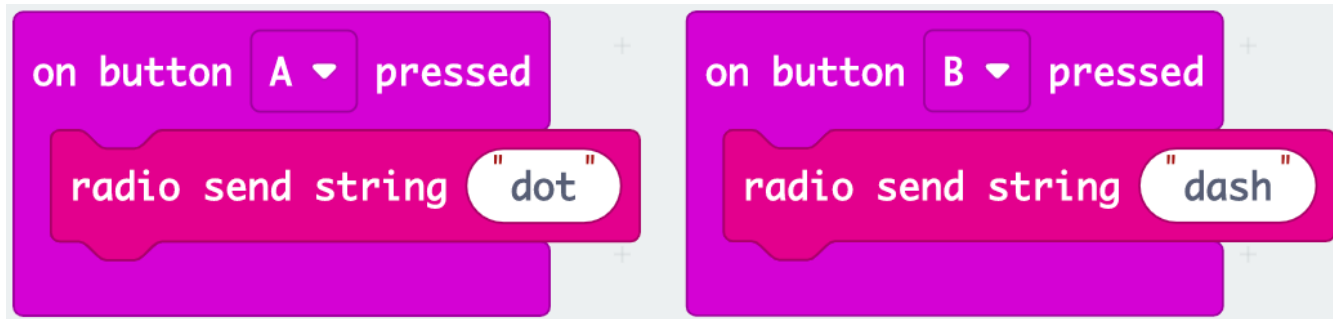 on button A pressed
radio send string "dot"
on button B pressed
radio send string "dash"